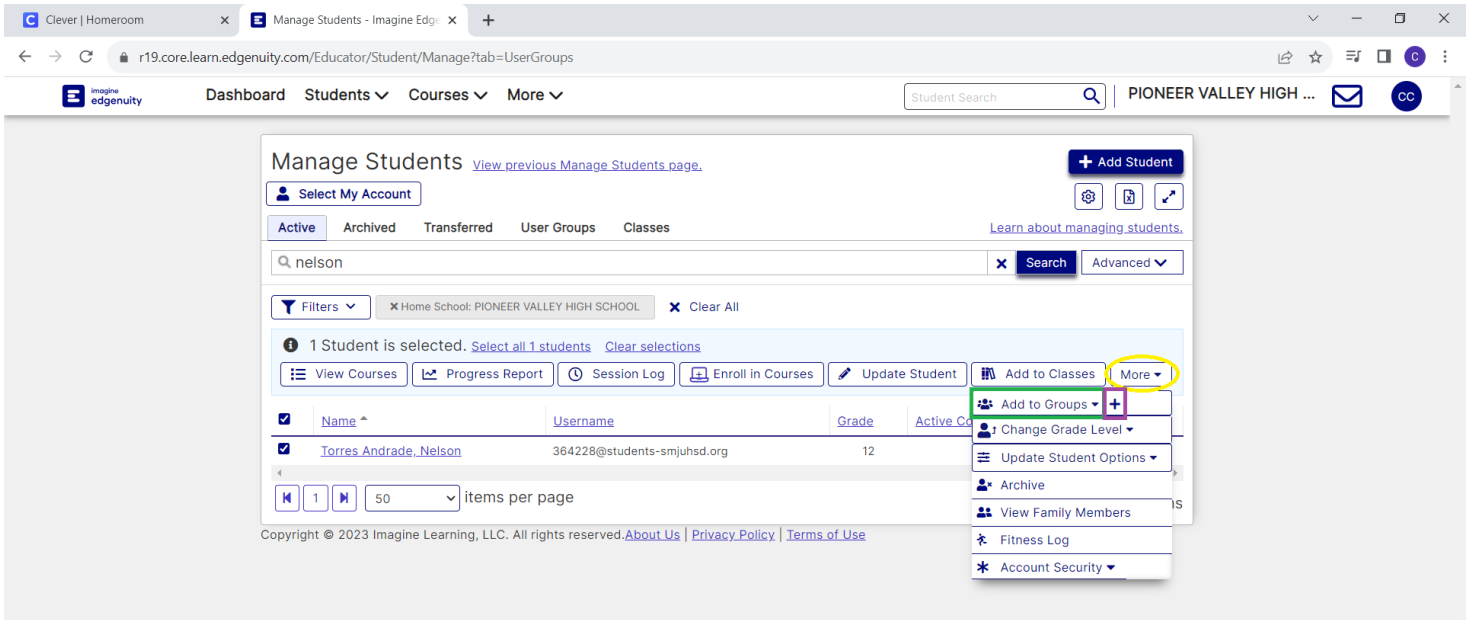 Clever | Homeroom
Manage Students - Imagine Edge
r19.core.learn.edgenuity.com/Educator/Student/Manage?tab=UserGroups
C
imagine
edgenuity
Dashboard Students Courses More
Student Search
PIONEER VALLEY HIGH ...
CC
Manage Students View previous Manage Students page.
Add Student
Select My Account
Active Archived Transferred User Groups Classes
Learn about managing students.
nelson
Search Advanced
Filters
Home School: PIONEER VALLEY HIGH SCHOOL
Clear All
1 Student is selected. Select all 1 students Clear selections
View Courses Progress Report Session Log Enroll in Courses Update Student Add to Classes More
Add to Groups +
Name Username Grade Active Co
Change Grade Level
Torres Andrade, Nelson 364228@students-smjuhsd.org 12
Update Student Options
Archive
1 50 items per page
View Family Members
Copyright © 2023 Imagine Learning, LLC. All rights reserved.About Us | Privacy Policy | Terms of Use
Fitness Log
Account Security